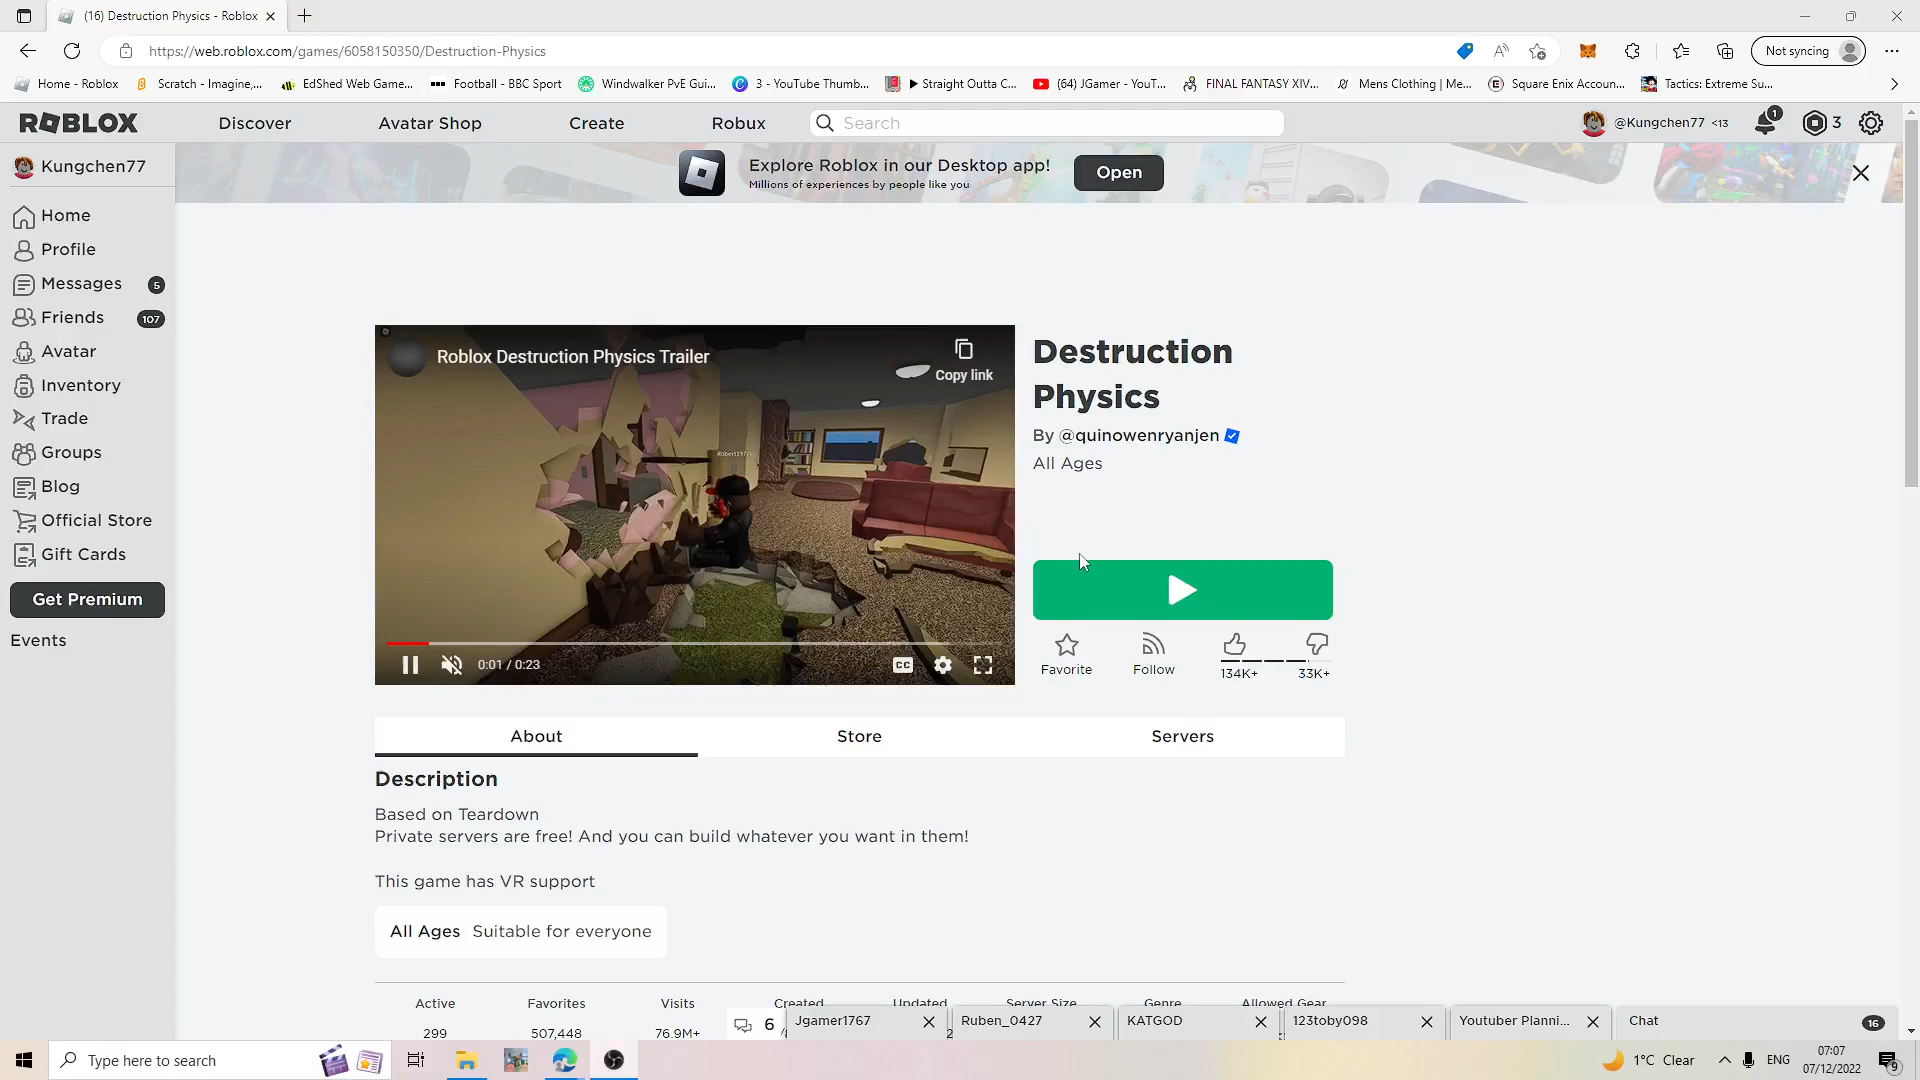 (16) Destruction Physics - Roblox
https://web.roblox.com/games/6058150350/Destruction-Physics
Not syncing
Home - Roblox
Scratch - Imagine,...
EdShed Web Game...
Football - BBC Sport
Windwalker PvE Gui...
3 - YouTube Thumb...
▶ Straight Outta C...
(64) JGamer - YouT...
FINAL FANTASY XIV...
Mens Clothing | Me...
Square Enix Accoun...
Tactics: Extreme Su...
ROBLOX
Discover
Avatar Shop
Create
Robux
Search
@Kungchen77 <13
1
3
Kungchen77
Explore Roblox in our Desktop app!
Millions of experiences by people like you
Open
Home
Profile
Messages 5
Friends 107
Avatar
Inventory
Trade
Groups
Blog
Official Store
Gift Cards
Get Premium
Events
Roblox Destruction Physics Trailer
Copy link
0:01 / 0:23
CC
Destruction
Physics
By @quinowenryanjen
All Ages
Favorite
Follow
134K+
33K+
About
Store
Servers
Description
Based on Teardown
Private servers are free! And you can build whatever you want in them!
This game has VR support
All Ages Suitable for everyone
Active
Favorites
Visits
Created
Updated
Server Size
Genre
Allowed Gear
299
507,448
76.9M+
6
Jgamer1767
Ruben_0427
KATGOD
123toby098
Youtuber Planni...
Chat
16
Type here to search
1°C Clear
ENG
07:07
07/12/2022
9